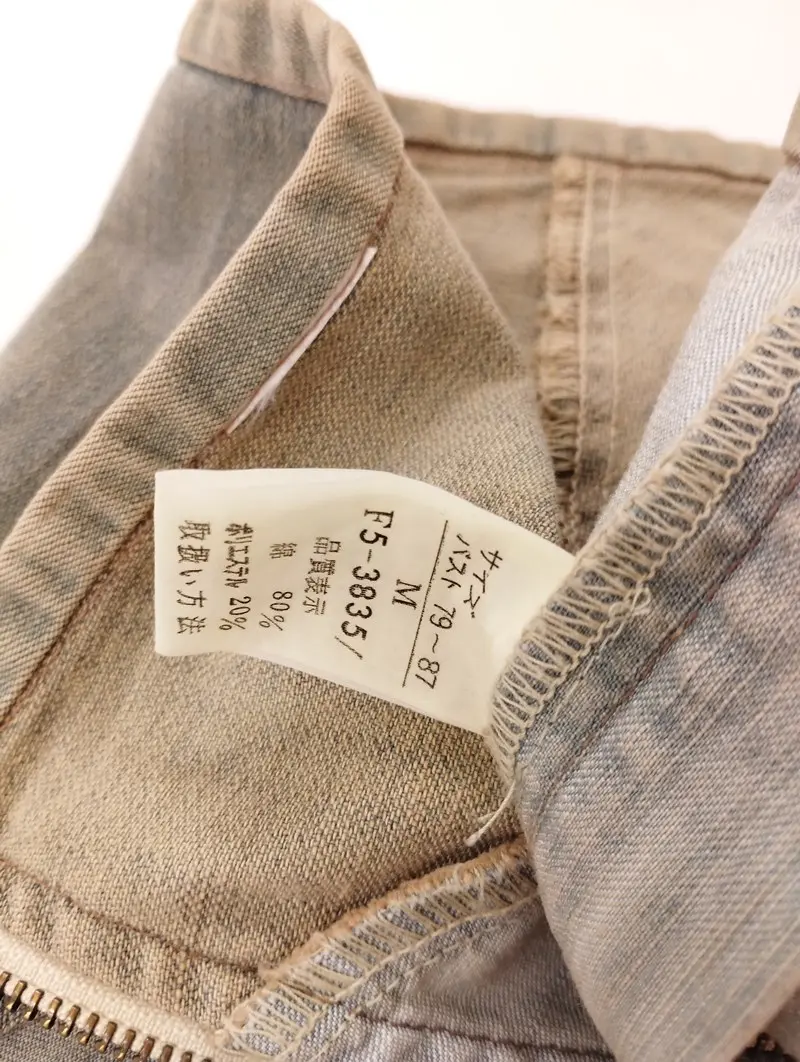 サイズ
バスト 79~87
M
F5-3835/
品質表示
綿 80%
ポリエステル 20%
取扱い方法